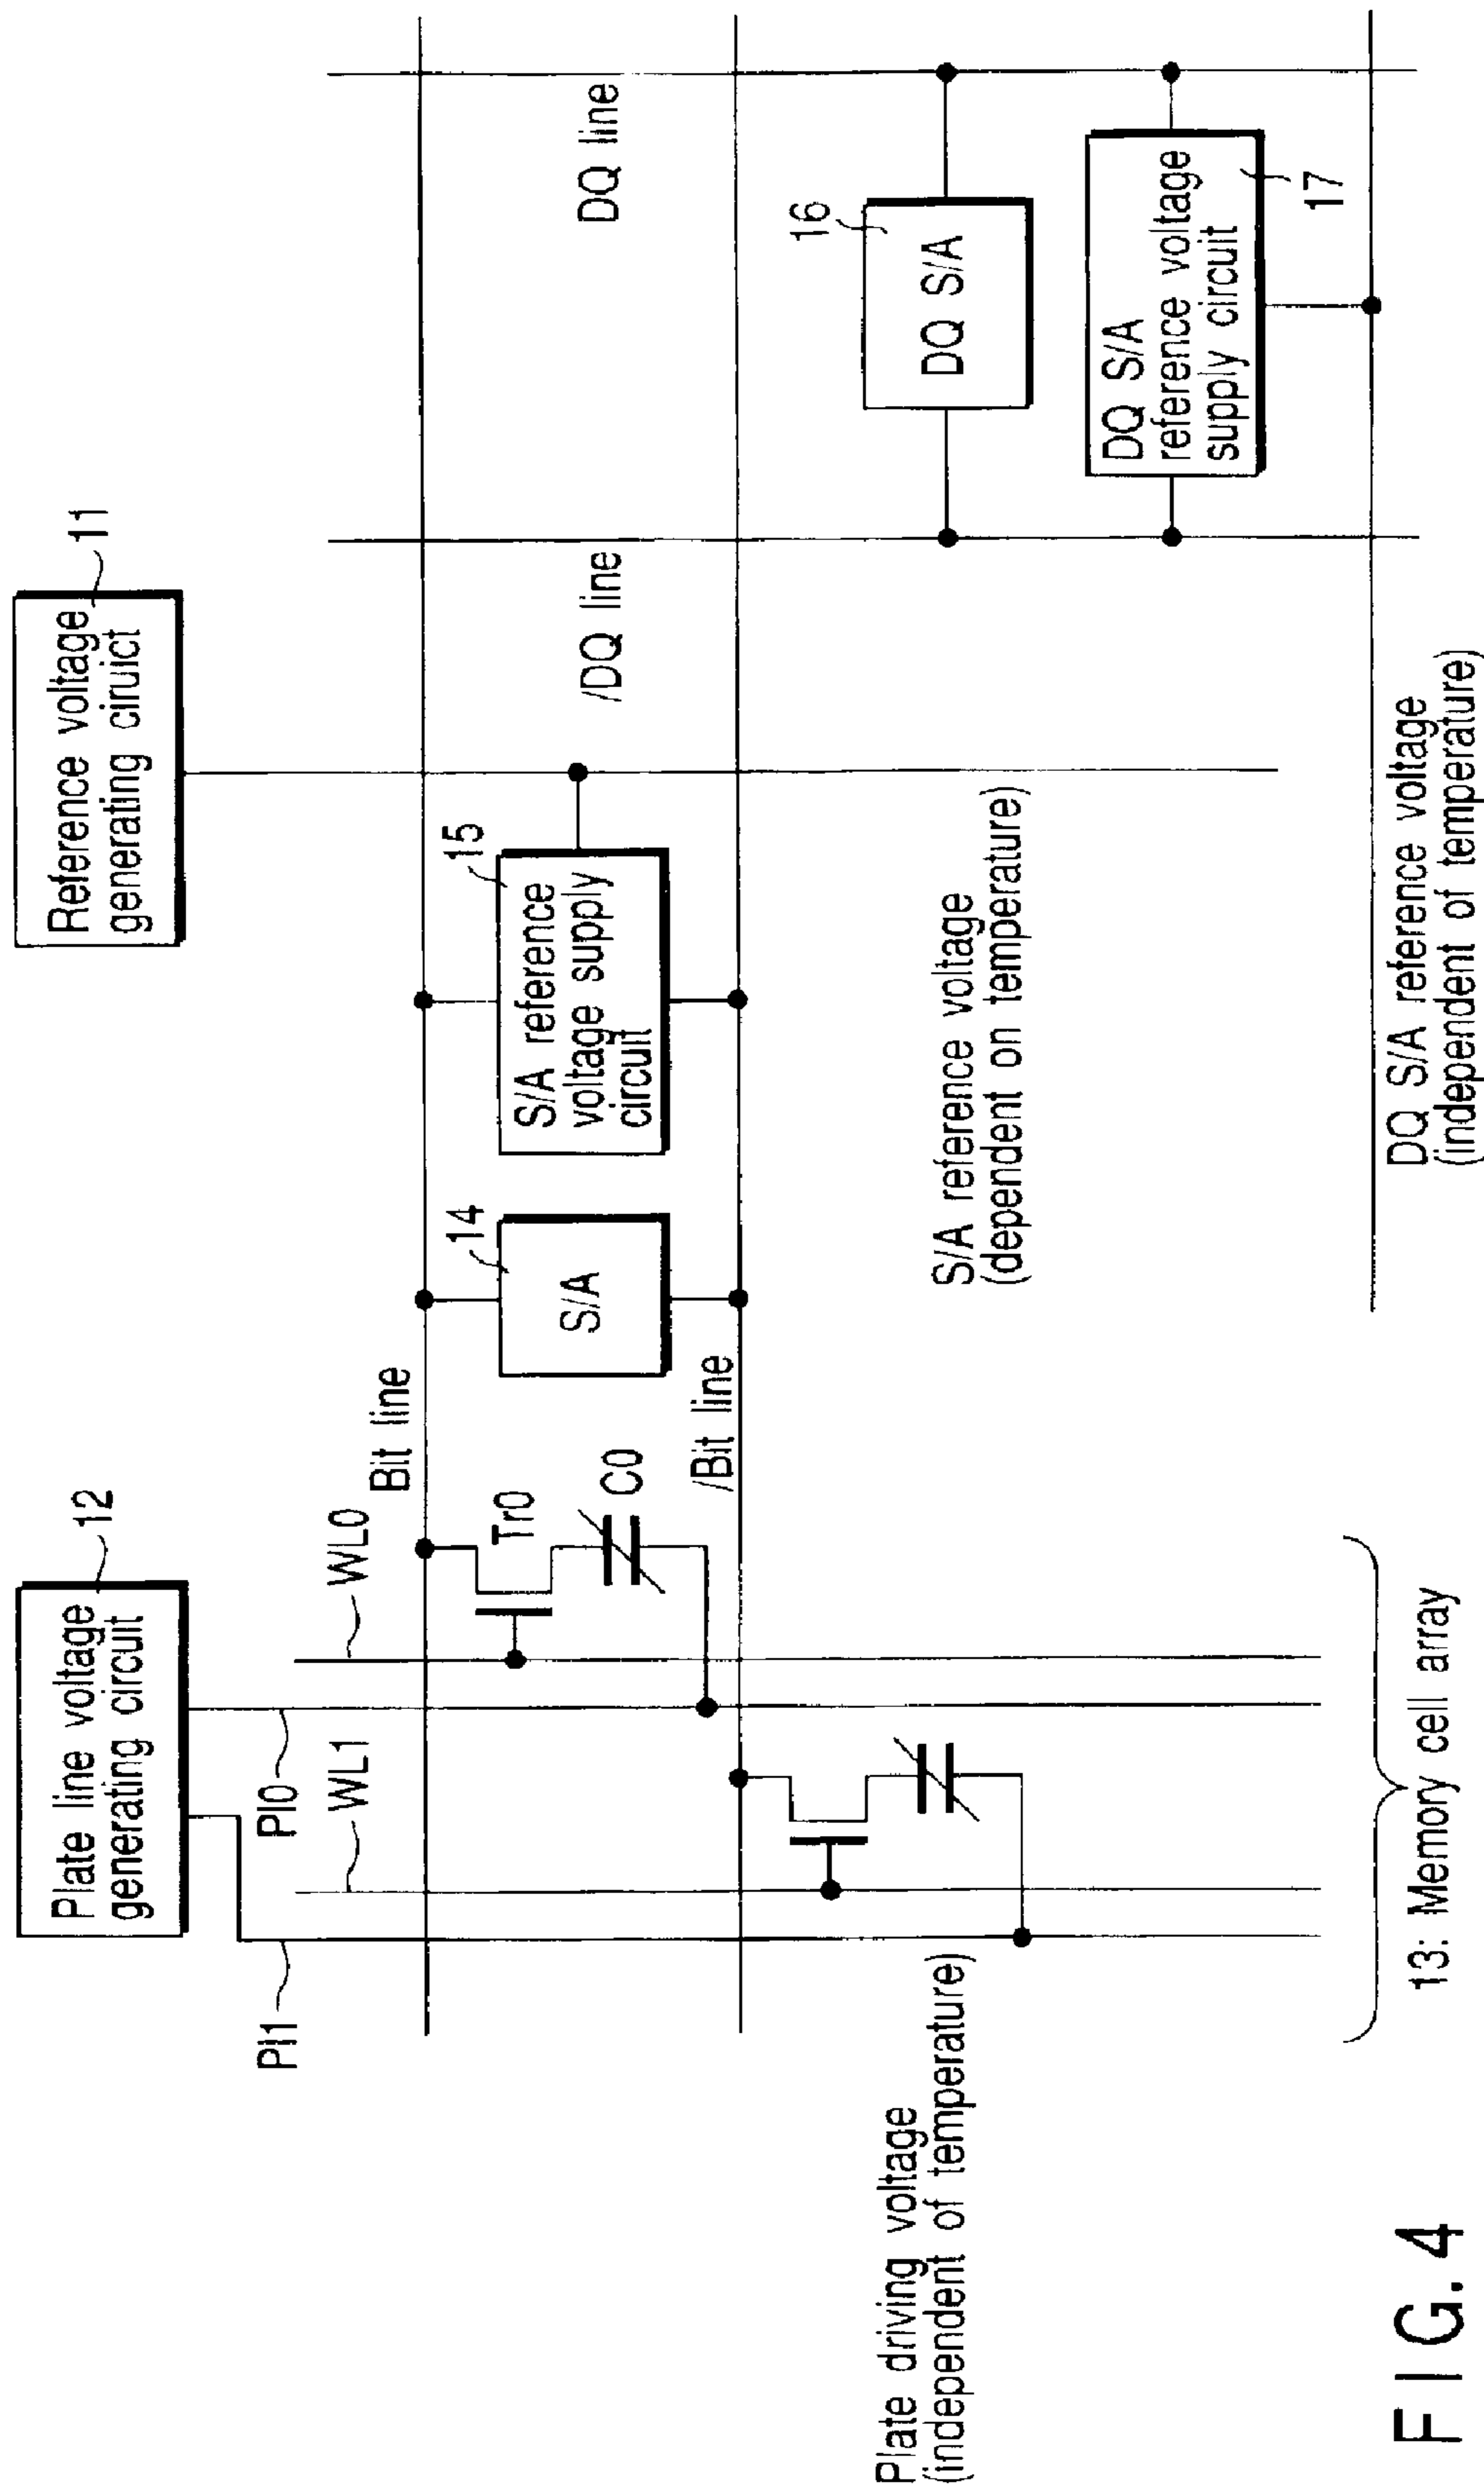 Plate line voltage
generating circuit
12
Reference voltage
generating ciruict
11
Pl1
Pl0
WL1
WL0
Bit line
Tr0
C0
/Bit line
14
S/A
15
S/A reference
voltage supply
circuit
/DQ line
DQ line
16
DQ S/A
DQ S/A
reference voltage
supply circuit
17
Plate driving voltage
(independent of temperature)
S/A reference voltage
(dependent on temperature)
DQ S/A reference voltage
(independent of temperature)
13: Memory cell array
FIG. 4